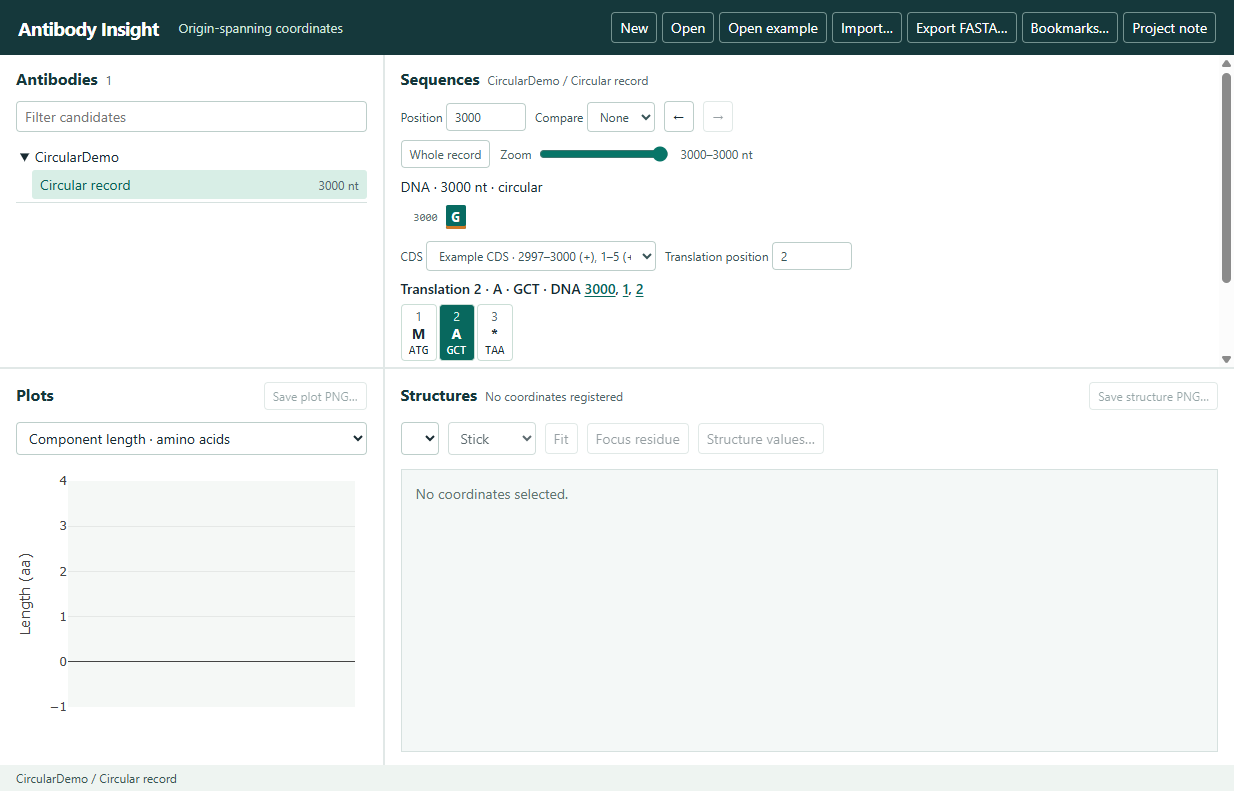 Antibody Insight Origin-spanning coordinates New Open Open example Import... Export FASTA... Bookmarks... Project note
Antibodies 1
Filter candidates
▼ CircularDemo
Circular record 3000 nt
Sequences CircularDemo / Circular record
Position 3000 Compare None ← →
Whole record Zoom 3000–3000 nt
DNA · 3000 nt · circular
3000 G
CDS Example CDS · 2997–3000 (+), 1–5 (+ Translation position 2
Translation 2 · A · GCT · DNA 3000, 1, 2
1 2 3
M A *
ATG GCT TAA
Plots Save plot PNG...
Component length · amino acids
4
3
2
1
0
−1
Length (aa)
Structures No coordinates registered Save structure PNG...
Stick Fit Focus residue Structure values...
No coordinates selected.
CircularDemo / Circular record